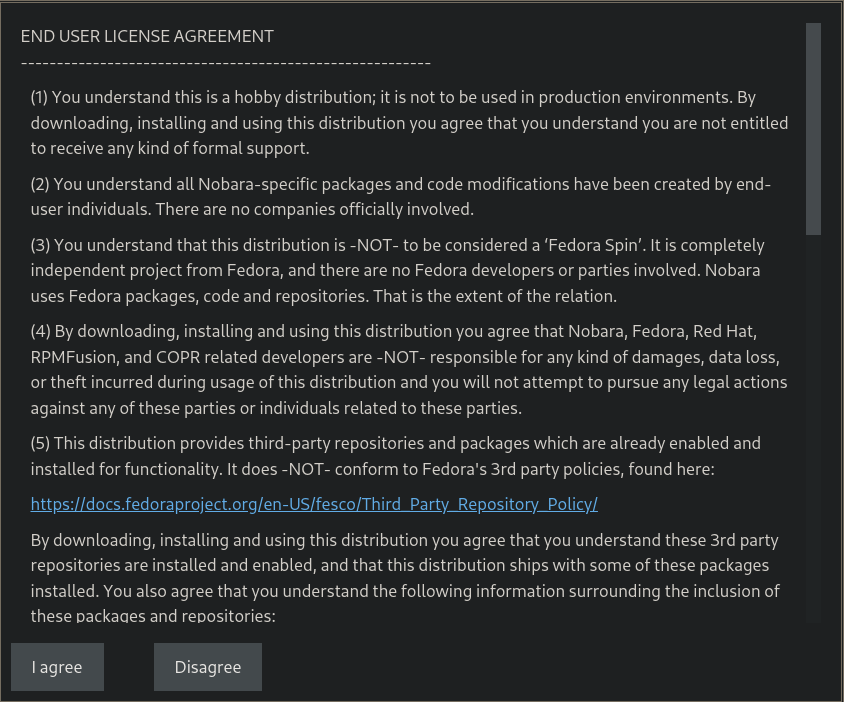 END USER LICENSE AGREEMENT
---------------------------------------------------------
(1) You understand this is a hobby distribution; it is not to be used in production environments. By
downloading, installing and using this distribution you agree that you understand you are not entitled
to receive any kind of formal support.
(2) You understand all Nobara-specific packages and code modifications have been created by end-
user individuals. There are no companies officially involved.
(3) You understand that this distribution is -NOT- to be considered a ‘Fedora Spin’. It is completely
independent project from Fedora, and there are no Fedora developers or parties involved. Nobara
uses Fedora packages, code and repositories. That is the extent of the relation.
(4) By downloading, installing and using this distribution you agree that Nobara, Fedora, Red Hat,
RPMFusion, and COPR related developers are -NOT- responsible for any kind of damages, data loss,
or theft incurred during usage of this distribution and you will not attempt to pursue any legal actions
against any of these parties or individuals related to these parties.
(5) This distribution provides third-party repositories and packages which are already enabled and
installed for functionality. It does -NOT- conform to Fedora's 3rd party policies, found here:
https://docs.fedoraproject.org/en-US/fesco/Third_Party_Repository_Policy/
By downloading, installing and using this distribution you agree that you understand these 3rd party
repositories are installed and enabled, and that this distribution ships with some of these packages
installed. You also agree that you understand the following information surrounding the inclusion of
these packages and repositories:
I agree
Disagree